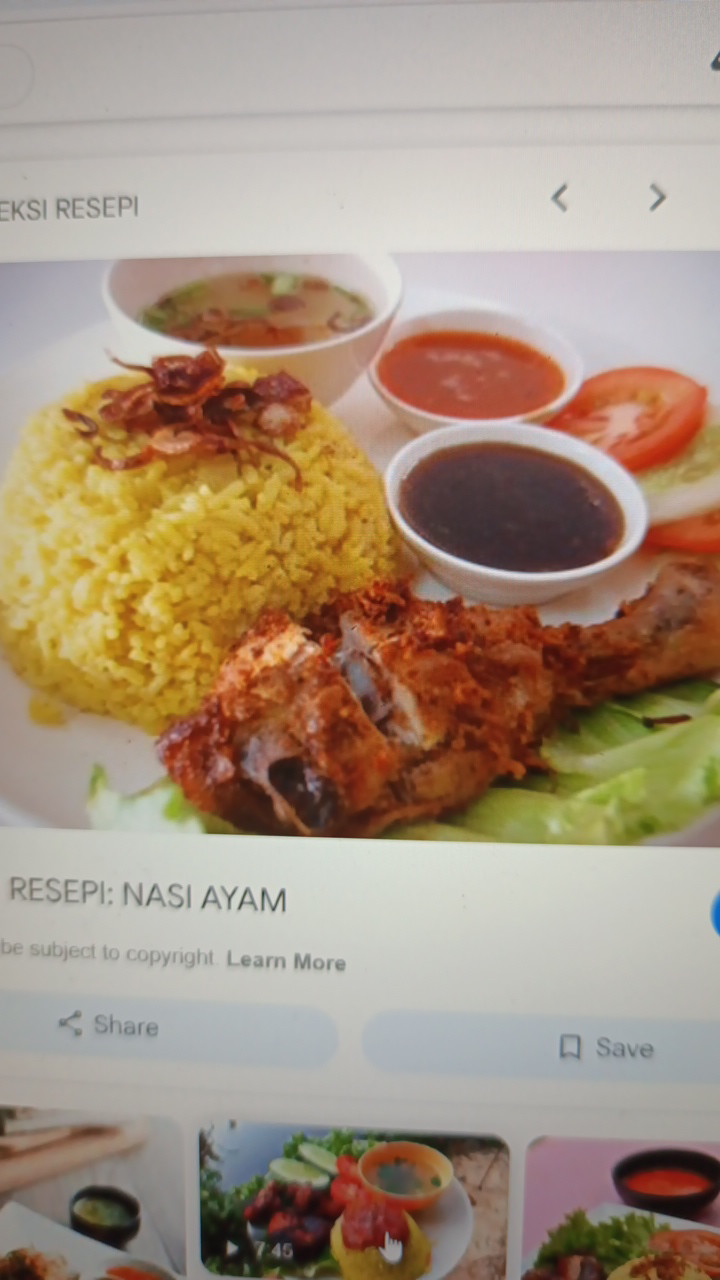 EKSI RESEPI
RESEPI: NASI AYAM
be subject to copyright. Learn More
Share
Save
7:45